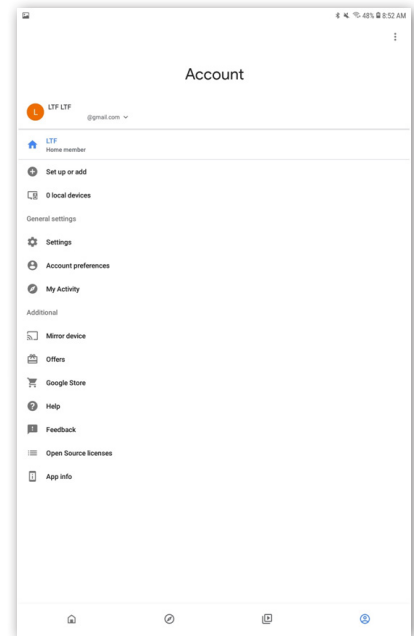 48% 8:52 AM
Account
L
LTF LTF
@gmail.com
LTF
Home member
Set up or add
0 local devices
General settings
Settings
Account preferences
My Activity
Additional
Mirror device
Offers
Google Store
Help
Feedback
Open Source licenses
App info